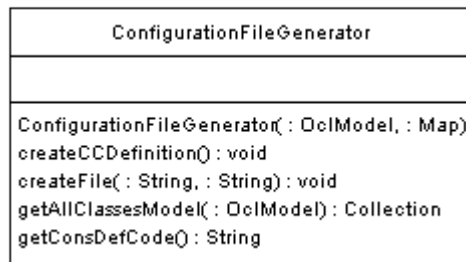 ConfigurationFileGenerator
ConfigurationFileGenerator( : OclModel, : Map)
createCCDefinition() : void
createFile( : String, : String) : void
getAllClassesModel( : OclModel) : Collection
getConsDefCode() : String